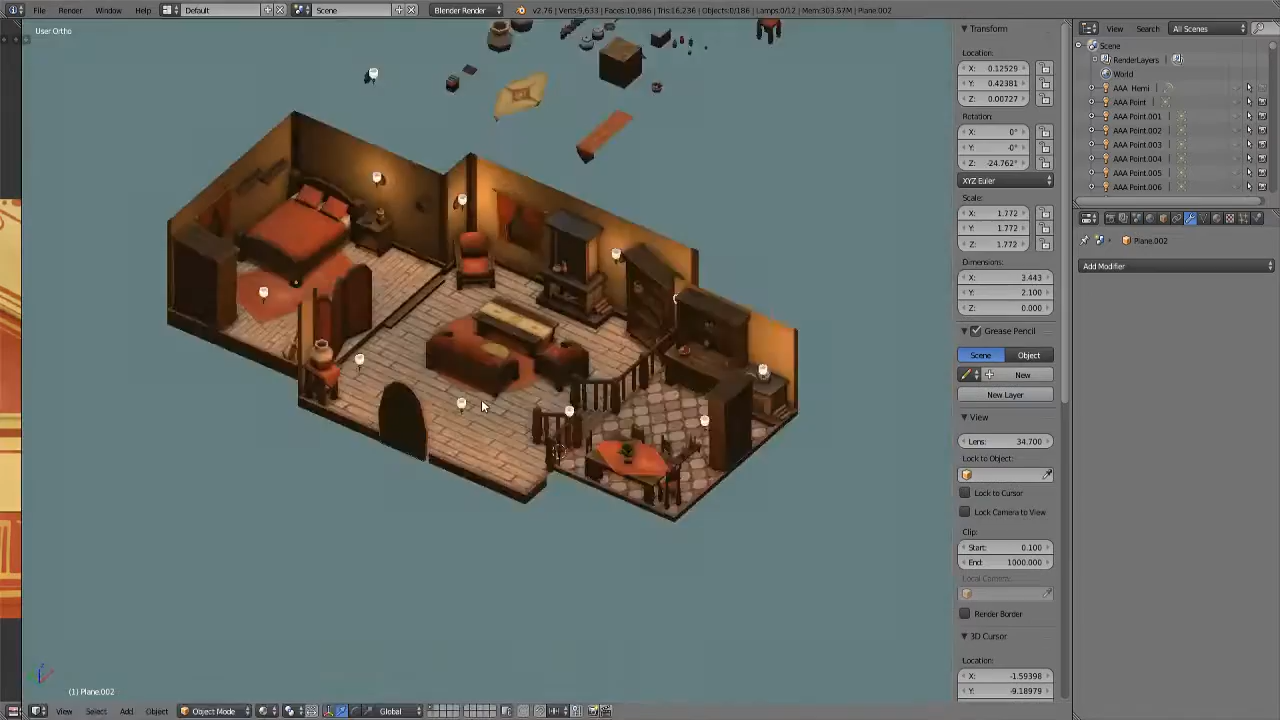 File Render Window Help Default Scene Blender Render v2.76 | Verts:9,633 | Faces:10,986 | Tris:16,236 | Objects:0/186 | Lamps:0/12 | Mem:303.57M | Plane.002
User Ortho
Transform
Location:
X: 0.12529
Y: 0.42381
Z: 0.00727
Rotation:
X: 0°
Y: -0°
Z: -24.762°
XYZ Euler
Scale:
X: 1.772
Y: 1.772
Z: 1.772
Dimensions:
X: 3.443
Y: 2.100
Z: 0.000
Grease Pencil
Scene Object
New
New Layer
View
Lens: 34.700
Lock to Object:
Lock to Cursor
Lock Camera to View
Clip:
Start: 0.100
End: 1000.000
Local Camera:
Render Border
3D Cursor
Location:
X: -1.59398
Y: -9.18979
View Search All Scenes
Scene
RenderLayers
World
AAA Hemi
AAA Point
AAA Point.001
AAA Point.002
AAA Point.003
AAA Point.004
AAA Point.005
AAA Point.006
Plane.002
Add Modifier
(1) Plane.002
View Select Add Object Object Mode Global